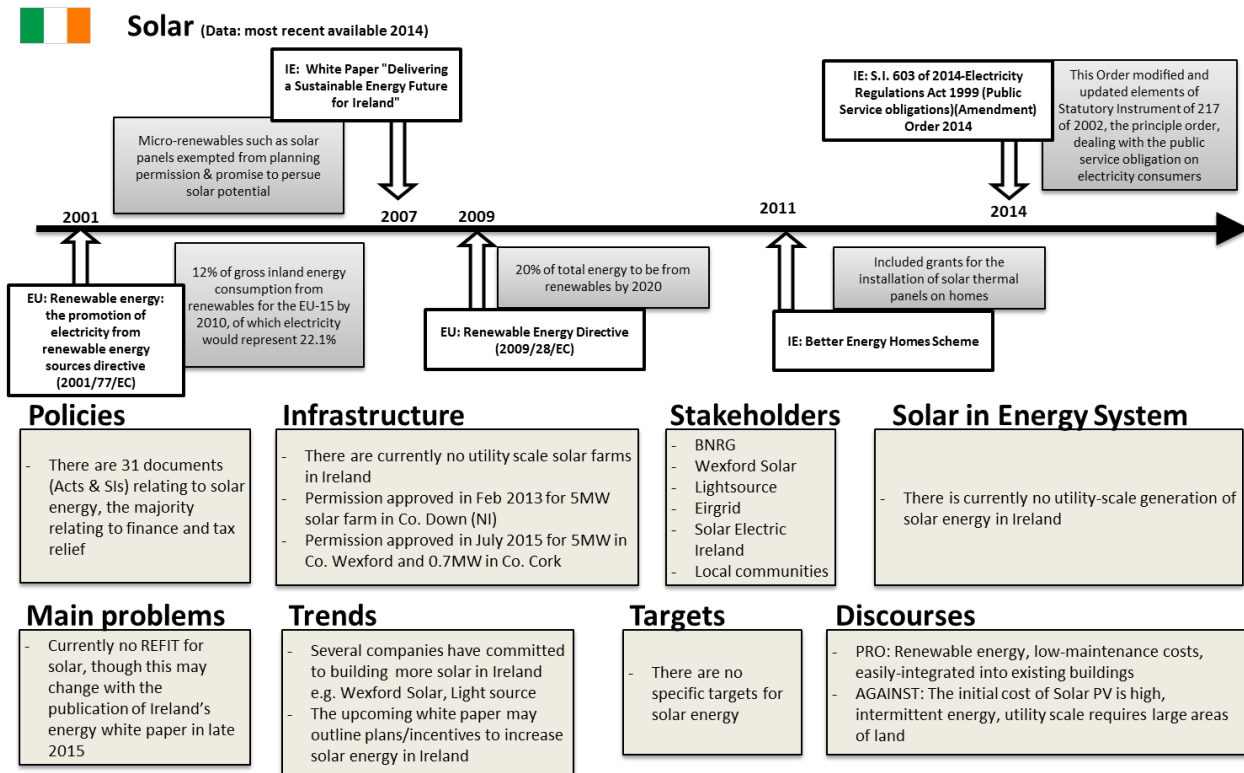 Solar (Data: most recent available 2014)
IE: White Paper "Delivering
a Sustainable Energy Future
for Ireland"
IE: S.I. 603 of 2014-Electricity
Regulations Act 1999 (Public
Service obligations)(Amendment)
Order 2014
This Order modified and
updated elements of
Statutory Instrument of 217
of 2002, the principle order,
dealing with the public
service obligation on
electricity consumers
Micro-renewables such as solar
panels exempted from planning
permission & promise to persue
solar potential
2001
2007
2009
2011
2014
EU: Renewable energy:
the promotion of
electricity from
renewable energy
sources directive
(2001/77/EC)
12% of gross inland energy
consumption from
renewables for the EU-15 by
2010, of which electricity
would represent 22.1%
20% of total energy to be from
renewables by 2020
EU: Renewable Energy Directive
(2009/28/EC)
Included grants for the
installation of solar thermal
panels on homes
IE: Better Energy Homes Scheme
Policies
- There are 31 documents
(Acts & SIs) relating to solar
energy, the majority
relating to finance and tax
relief
Infrastructure
- There are currently no utility scale solar farms
in Ireland
- Permission approved in Feb 2013 for 5MW
solar farm in Co. Down (NI)
- Permission approved in July 2015 for 5MW in
Co. Wexford and 0.7MW in Co. Cork
Stakeholders
- BNRG
- Wexford Solar
- Lightsource
- Eirgrid
- Solar Electric
Ireland
- Local communities
Solar in Energy System
- There is currently no utility-scale generation of
solar energy in Ireland
Main problems
- Currently no REFIT for
solar, though this may
change with the
publication of Ireland's
energy white paper in late
2015
Trends
- Several companies have committed
to building more solar in Ireland
e.g. Wexford Solar, Light source
- The upcoming white paper may
outline plans/incentives to increase
solar energy in Ireland
Targets
- There are no
specific targets for
solar energy
Discourses
- PRO: Renewable energy, low-maintenance costs,
easily-integrated into existing buildings
- AGAINST: The initial cost of Solar PV is high,
intermittent energy, utility scale requires large areas
of land